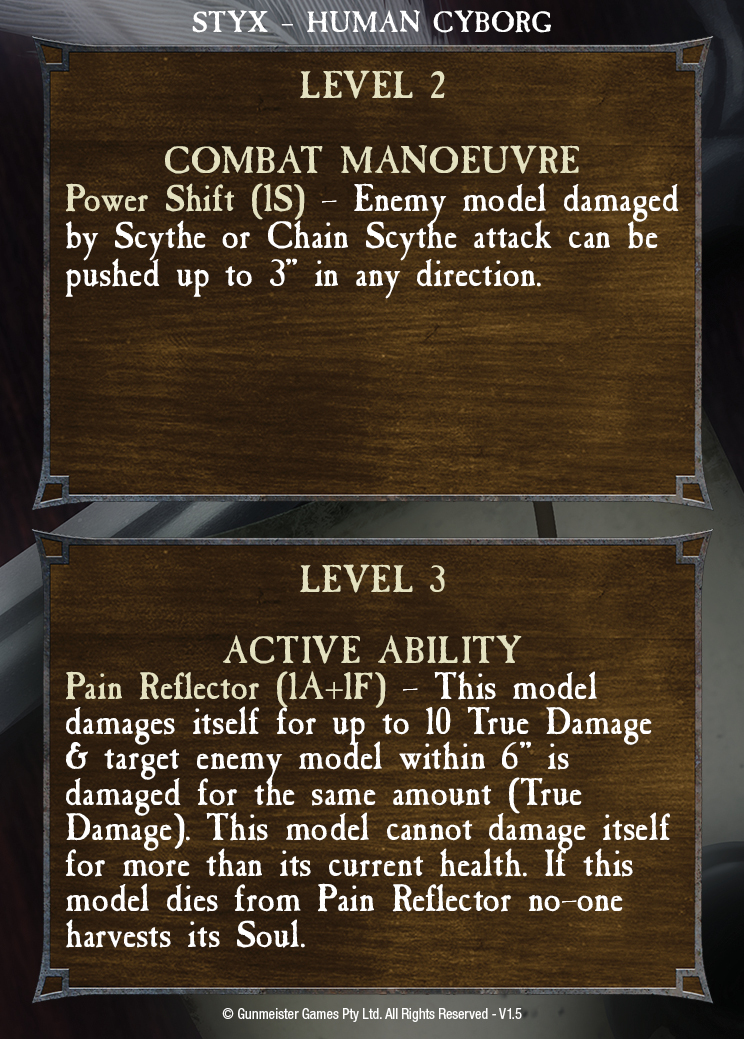 STYX - HUMAN CYBORG
LEVEL 2
COMBAT MANOEUVRE
Power Shift (1S) - Enemy model damaged
by Scythe or Chain Scythe attack can be
pushed up to 3" in any direction.
LEVEL 3
ACTIVE ABILITY
Pain Reflector (1A+1F) - This model
damages itself for up to 10 True Damage
& target enemy model within 6" is
damaged for the same amount (True
Damage). This model cannot damage itself
for more than its current health. If this
model dies from Pain Reflector no-one
harvests its Soul.
© Gunmeister Games Pty Ltd. All Rights Reserved - V1.5